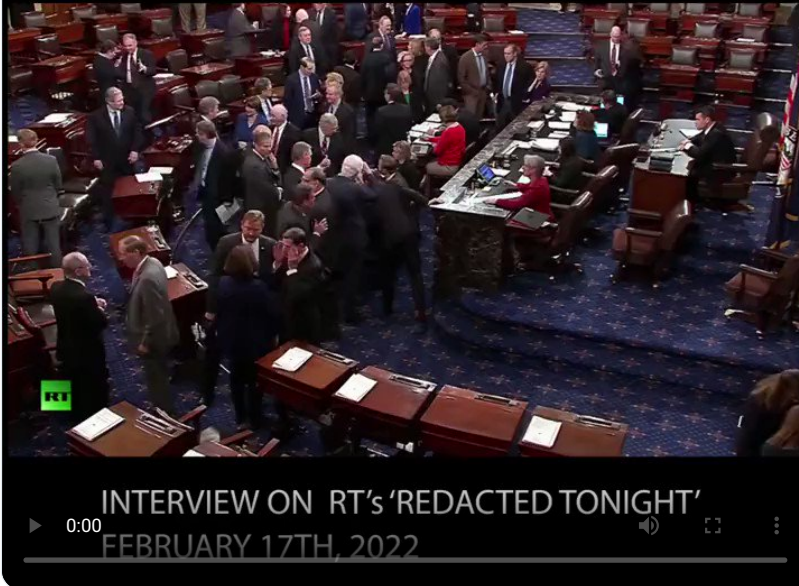 RT
INTERVIEW ON RT's 'REDACTED TONIGHT'
0:00
FEBRUARY 17TH, 2022